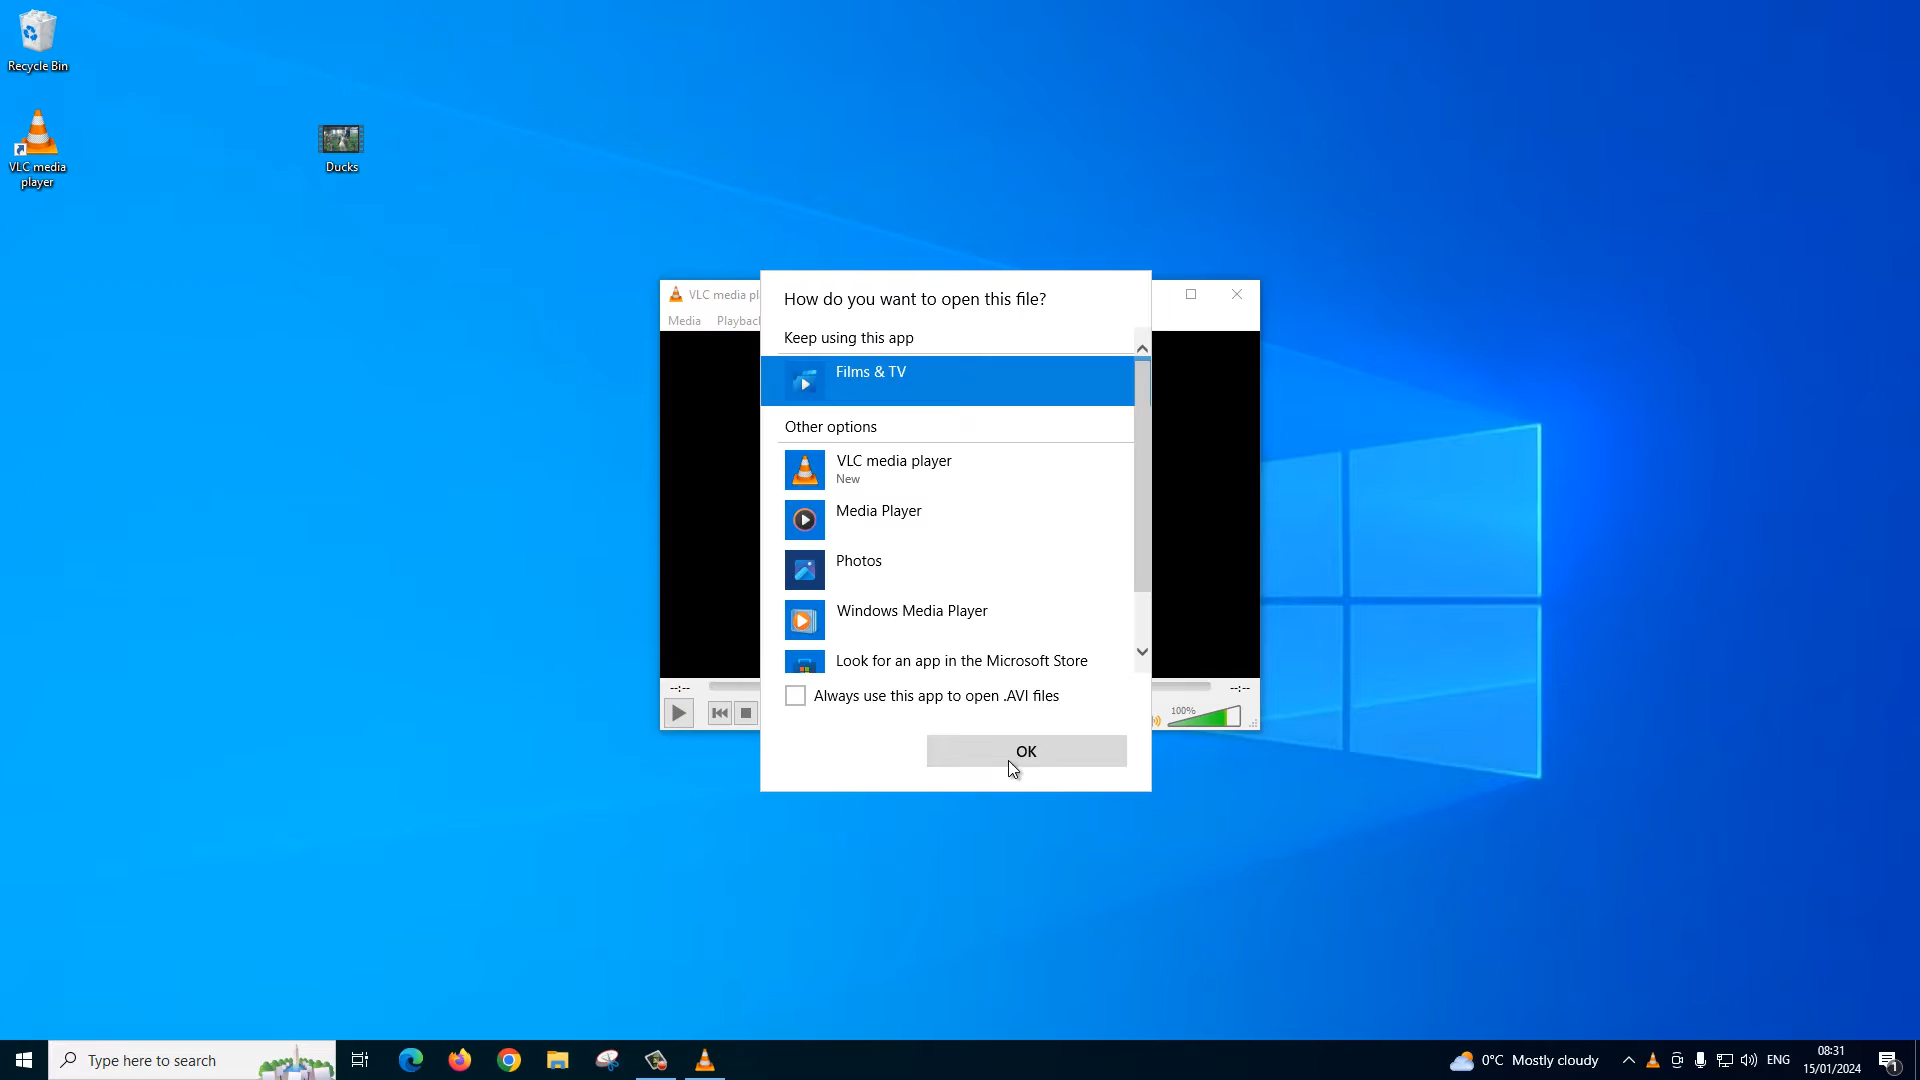 Recycle Bin
VLC media
player
Ducks
VLC media pl
Media Playback
How do you want to open this file?
Keep using this app
Films & TV
Other options
VLC media player
New
Media Player
Photos
Windows Media Player
Look for an app in the Microsoft Store
Always use this app to open .AVI files
OK
--:--
--:--
100%
Type here to search
0°C Mostly cloudy
ENG
08:31
15/01/2024
1